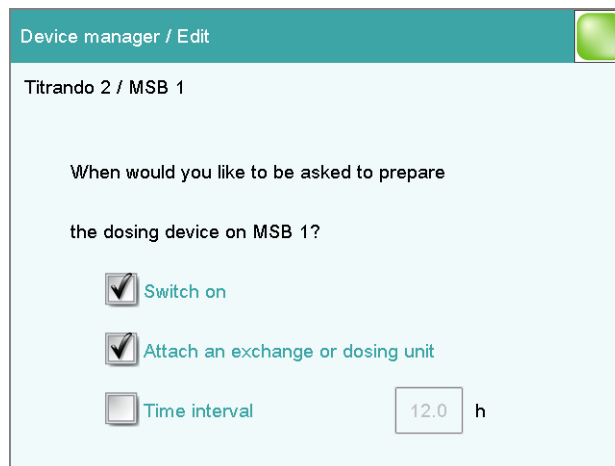 Device manager / Edit
Titrando 2 / MSB 1
When would you like to be asked to prepare
the dosing device on MSB 1?
Switch on
Attach an exchange or dosing unit
Time interval 12.0 h